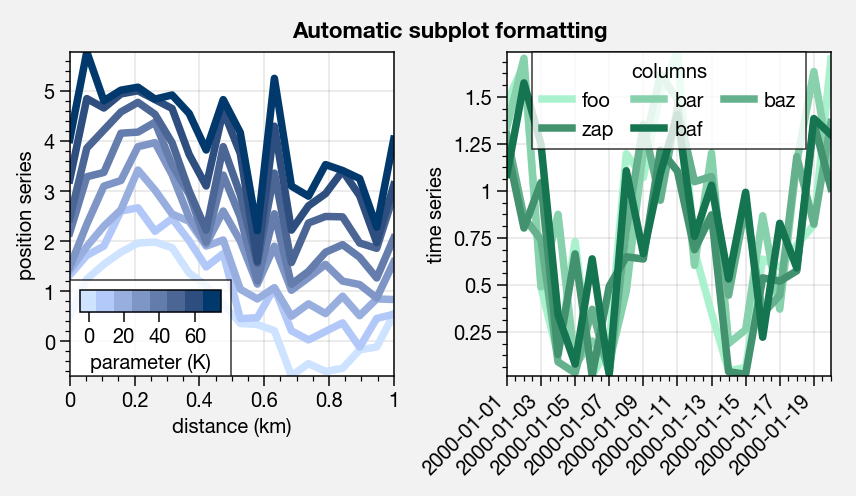 Automatic subplot formatting
position series
5
4
3
2
1
0
0 20 40 60
parameter (K)
0 0.2 0.4 0.6 0.8 1
distance (km)
time series
1.5
1.25
1
0.75
0.5
0.25
columns
foo bar baz
zap baf
2000-01-01 2000-01-03 2000-01-05 2000-01-07 2000-01-09 2000-01-11 2000-01-13 2000-01-15 2000-01-17 2000-01-19